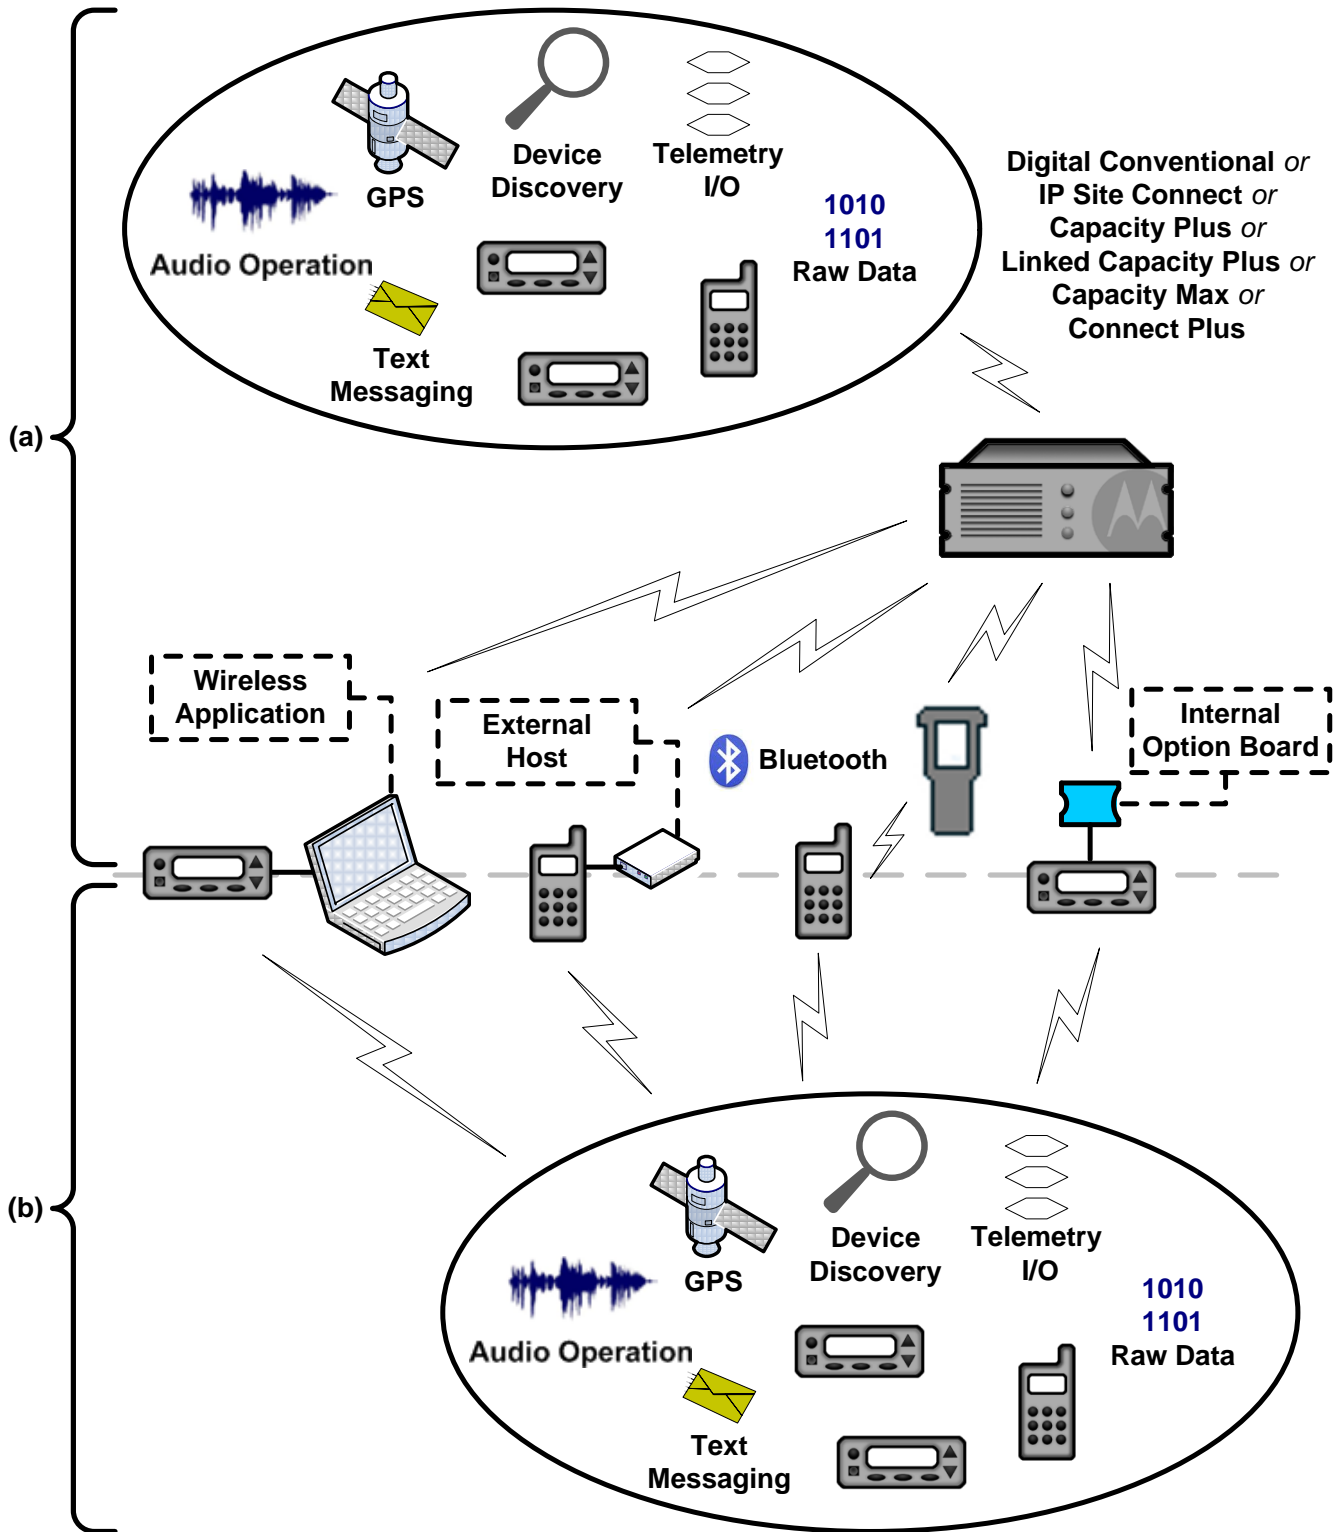 Device
Discovery
Telemetry
I/O
GPS
1010
1101
Raw Data
Audio Operation
Text
Messaging
Digital Conventional or
IP Site Connect or
Capacity Plus or
Linked Capacity Plus or
Capacity Max or
Connect Plus
(a)
Wireless
Application
External
Host
Bluetooth
Internal
Option Board
(b)
Device
Discovery
Telemetry
I/O
GPS
1010
1101
Raw Data
Audio Operation
Text
Messaging